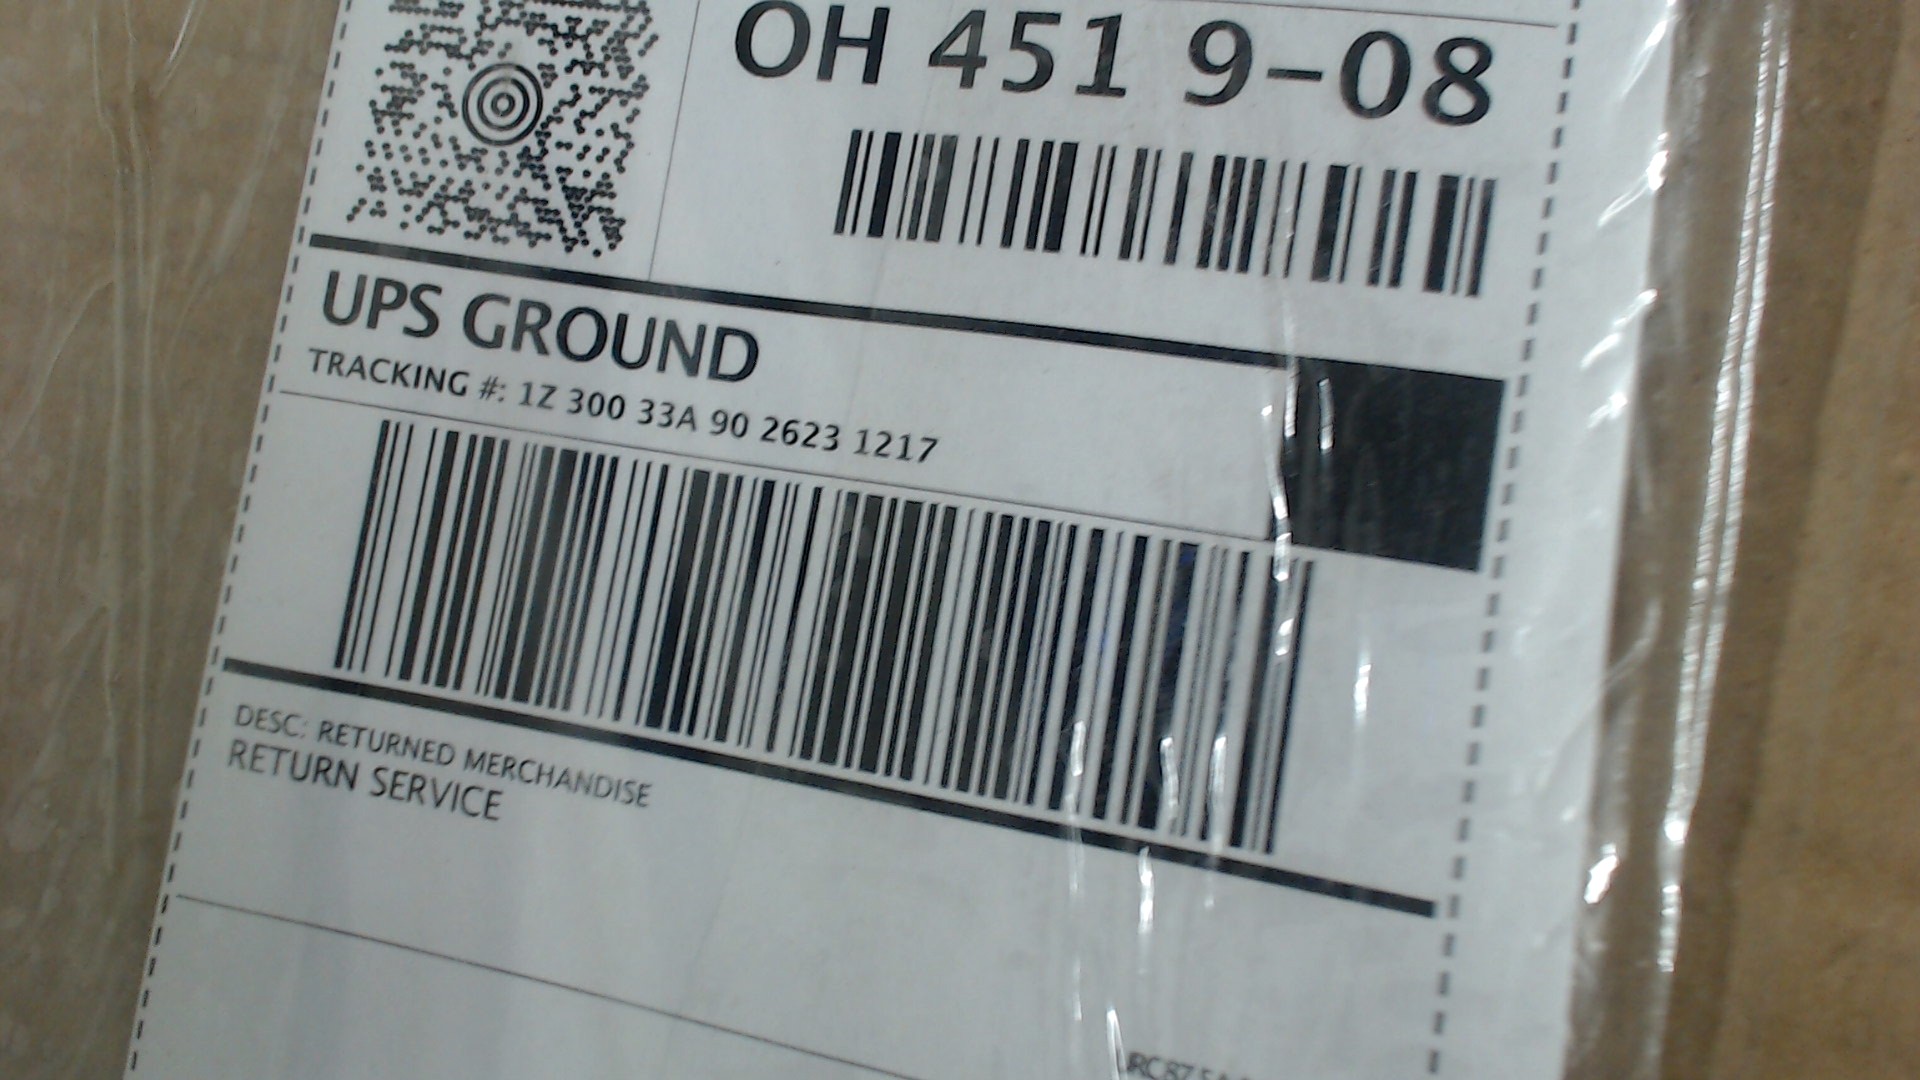 OH 451 9-08
UPS GROUND
TRACKING #: 1Z 300 33A 90 2623 1217
DESC: RETURNED MERCHANDISE
RETURN SERVICE